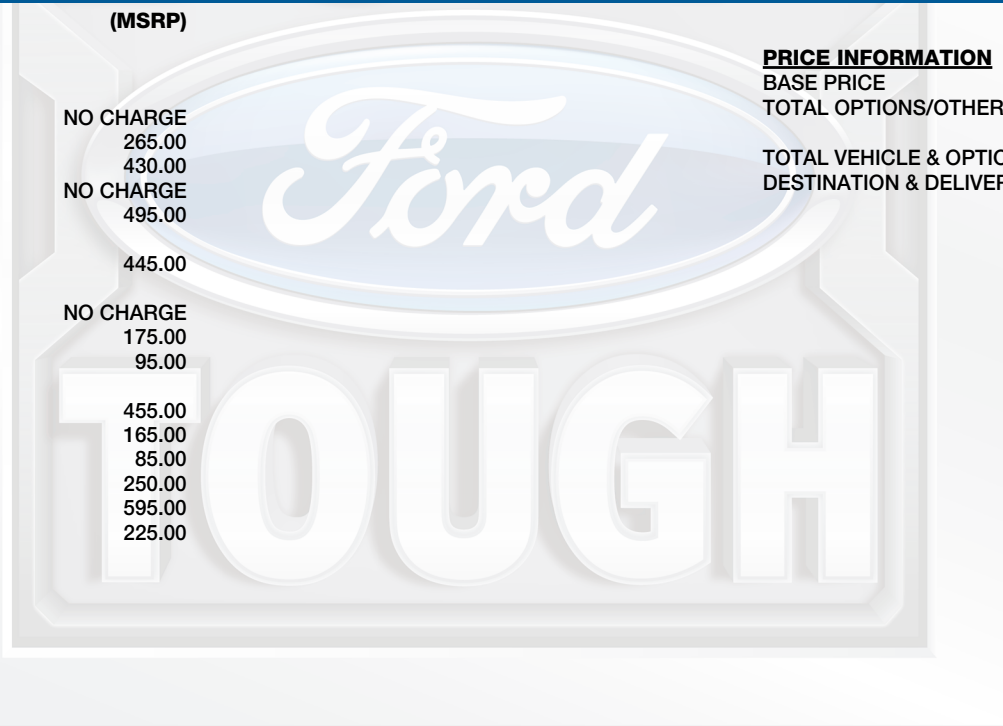 (MSRP)
NO CHARGE
265.00
430.00
NO CHARGE
495.00
445.00
NO CHARGE
175.00
95.00
455.00
165.00
85.00
250.00
595.00
225.00
PRICE INFORMATION
BASE PRICE
TOTAL OPTIONS/OTHER
TOTAL VEHICLE & OPTIO
DESTINATION & DELIVER
Ford
TOUGH